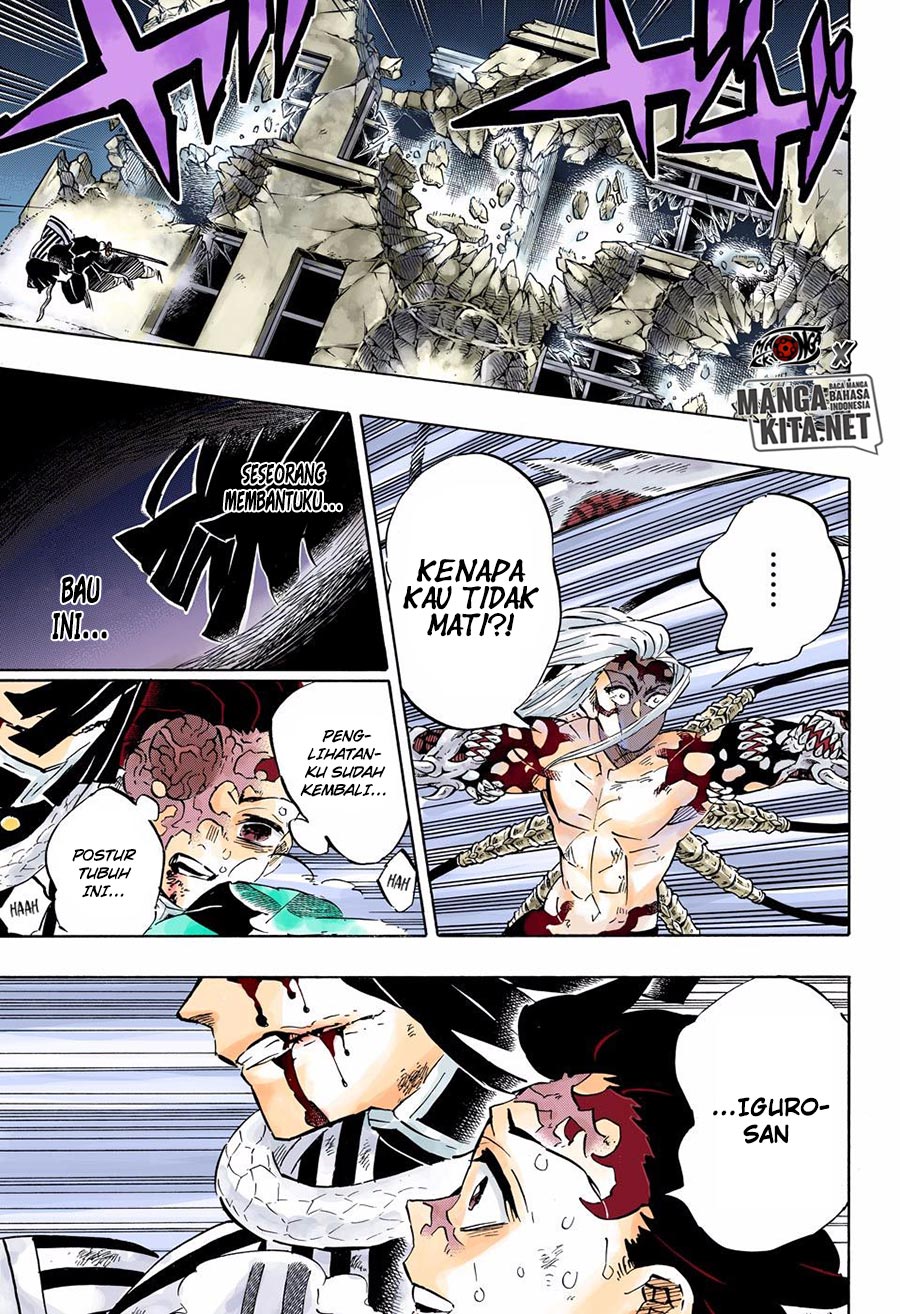 MANGA
KITA.NET
BACA MANGA
BAHASA
INDONESIA
X
......
KENAPA
KAU TIDAK
MATI?!
SESEORANG
MEMBANTUKU...
BAU
INI...
PENG-
LIHATAN-
KU SUDAH
KEMBALI...
HAH
POSTUR
TUBUH
INI...
HAAH
...IGURO-
SAN